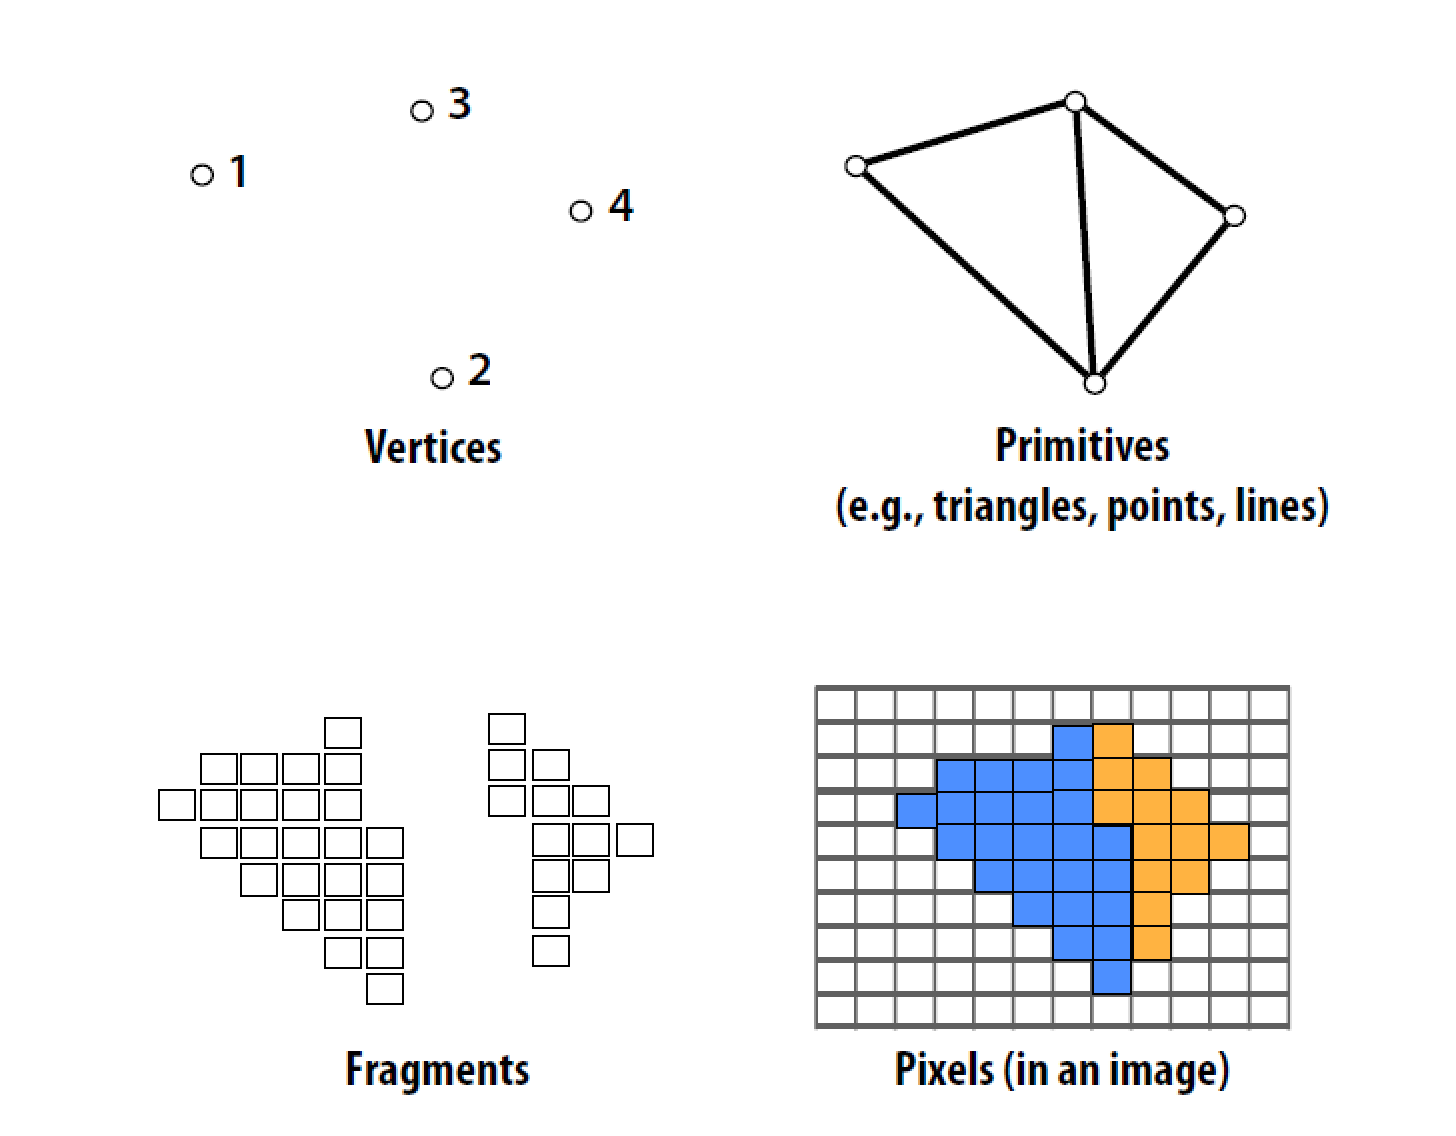 3
1
4
2
Vertices
Primitives
(e.g., triangles, points, lines)
Fragments
Pixels (in an image)